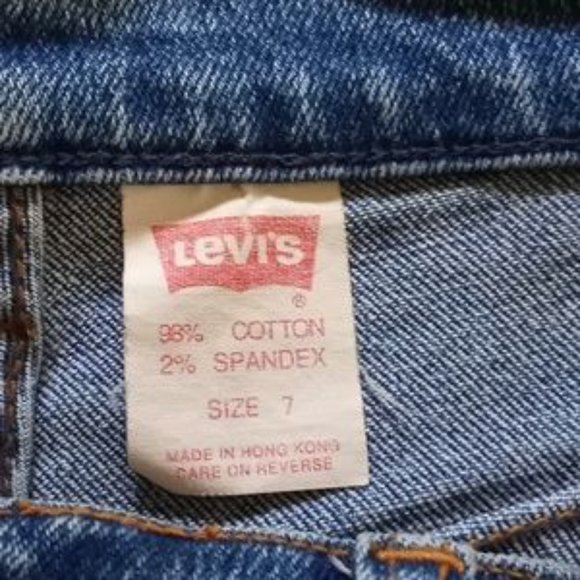 Levi's
®
98% COTTON
2% SPANDEX
SIZE 7
MADE IN HONG KONG
CARE ON REVERSE